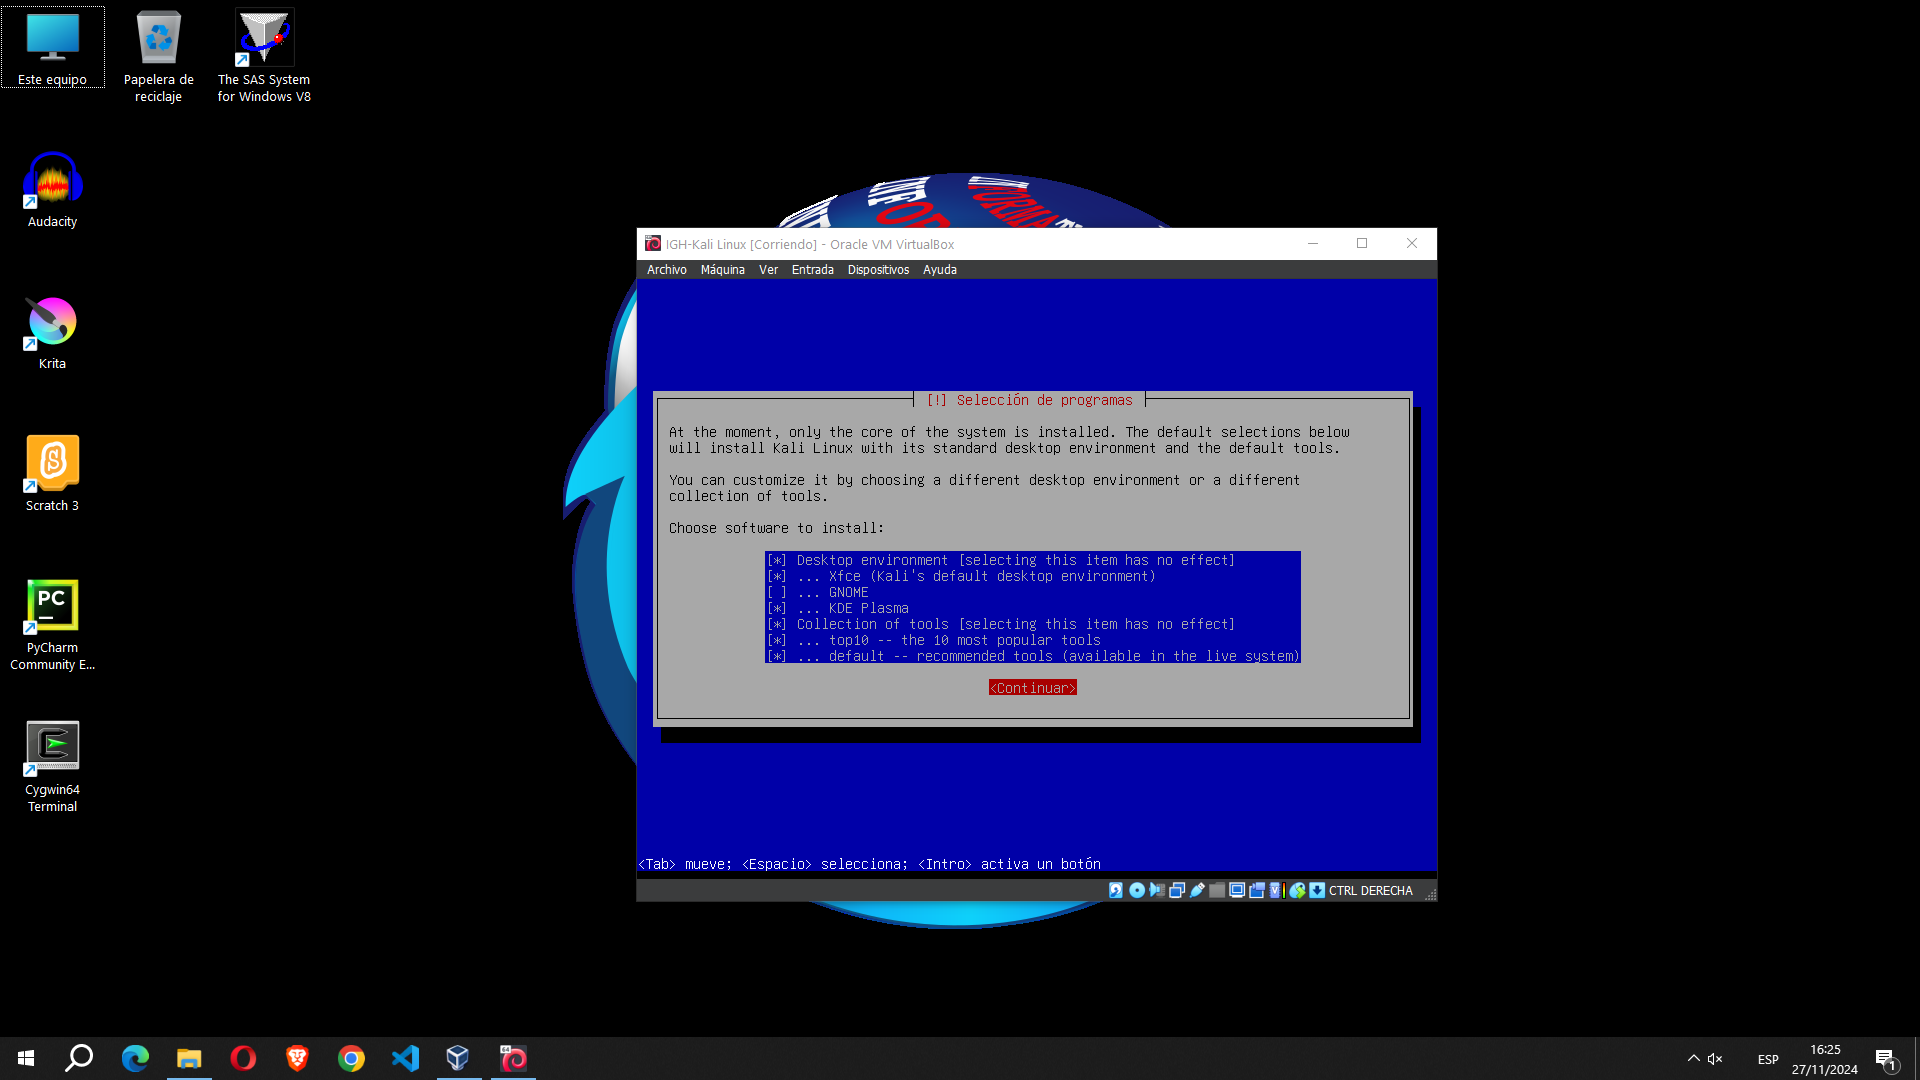 Este equipo
Papelera de
reciclaje
The SAS System
for Windows V8
Audacity
Krita
Scratch 3
PC
PyCharm
Community E...
Cygwin64
Terminal
IGH-Kali Linux [Corriendo] - Oracle VM VirtualBox
Archivo Máquina Ver Entrada Dispositivos Ayuda
[!] Selección de programas
At the moment, only the core of the system is installed. The default selections below
will install Kali Linux with its standard desktop environment and the default tools.
You can customize it by choosing a different desktop environment or a different
collection of tools.
Choose software to install:
[*] Desktop environment [selecting this item has no effect]
[*] ... Xfce (Kali's default desktop environment)
[ ] ... GNOME
[*] ... KDE Plasma
[*] Collection of tools [selecting this item has no effect]
[*] ... top10 -- the 10 most popular tools
[*] ... default -- recommended tools (available in the live system)
<Continuar>
<Tab> mueve; <Espacio> selecciona; <Intro> activa un botón
CTRL DERECHA
64
ESP
16:25
27/11/2024
1